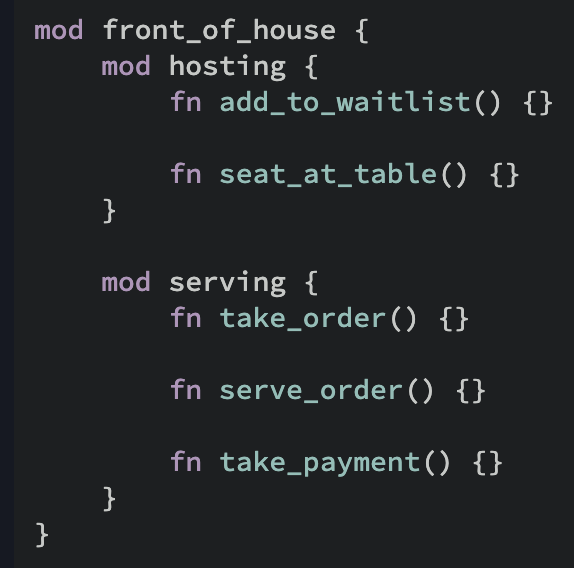 mod front_of_house {
    mod hosting {
        fn add_to_waitlist() {}

        fn seat_at_table() {}
    }

    mod serving {
        fn take_order() {}

        fn serve_order() {}

        fn take_payment() {}
    }
}